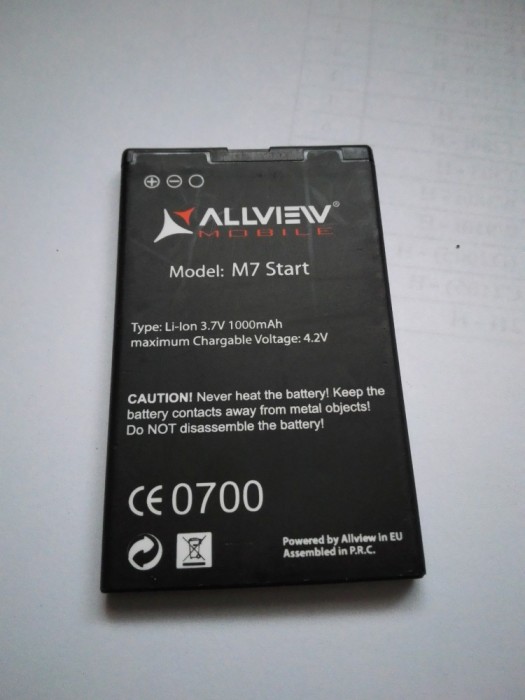 ALLVIEW®
MOBILE
Model: M7 Start
Type: Li-Ion 3.7V 1000mAh
maximum Chargable Voltage: 4.2V
CAUTION! Never heat the battery! Keep the
battery contacts away from metal objects!
Do NOT disassemble the battery!
CE 0700
Powered by Allview in EU
Assembled in P.R.C.